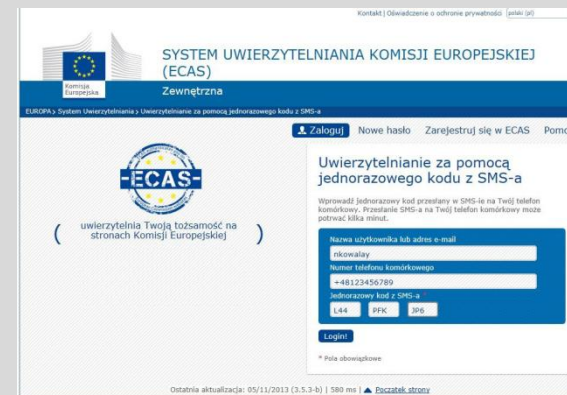 Kontakt | Oświadczenie o ochronie prywatności polski (pl)
SYSTEM UWIERZYTELNIANIA KOMISJI EUROPEJSKIEJ
(ECAS)
Komisja
Europejska
Zewnętrzna
EUROPA > System Uwierzytelniania > Uwierzytelnianie za pomocą jednorazowego kodu z SMS-a
Zaloguj Nowe hasło Zarejestruj się w ECAS Pomo
ECAS
uwierzytelnia Twoją tożsamość na
stronach Komisji Europejskiej
Uwierzytelnianie za pomocą
jednorazowego kodu z SMS-a
Wprowadź jednorazowy kod przesłany w SMS-ie na Twój telefon
komórkowy. Przesłanie SMS-a na Twój telefon komórkowy może
potrwać kilka minut.
Nazwa użytkownika lub adres e-mail
nkowalay
Numer telefonu komórkowego
+48123456789
Jednorazowy kod z SMS-a *
L44 PFK JP6
Login!
* Pola obowiązkowe
Ostatnia aktualizacja: 05/11/2013 (3.5.3-b) | 580 ms | Początek strony